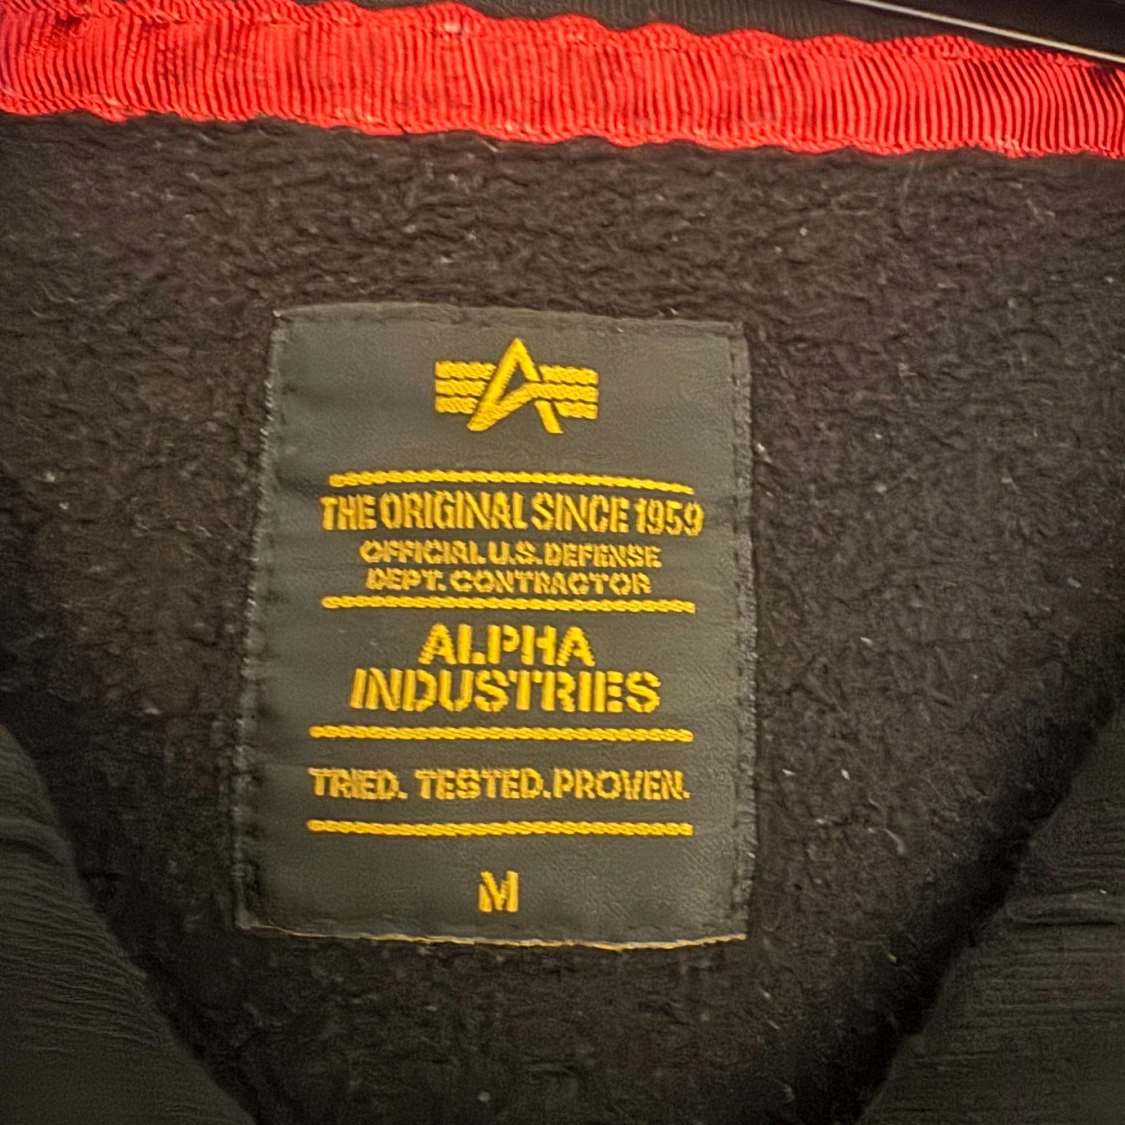 THE ORIGINAL SINCE 1959
OFFICIAL U.S. DEFENSE
DEPT. CONTRACTOR
ALPHA
INDUSTRIES
TRIED. TESTED. PROVEN.
M